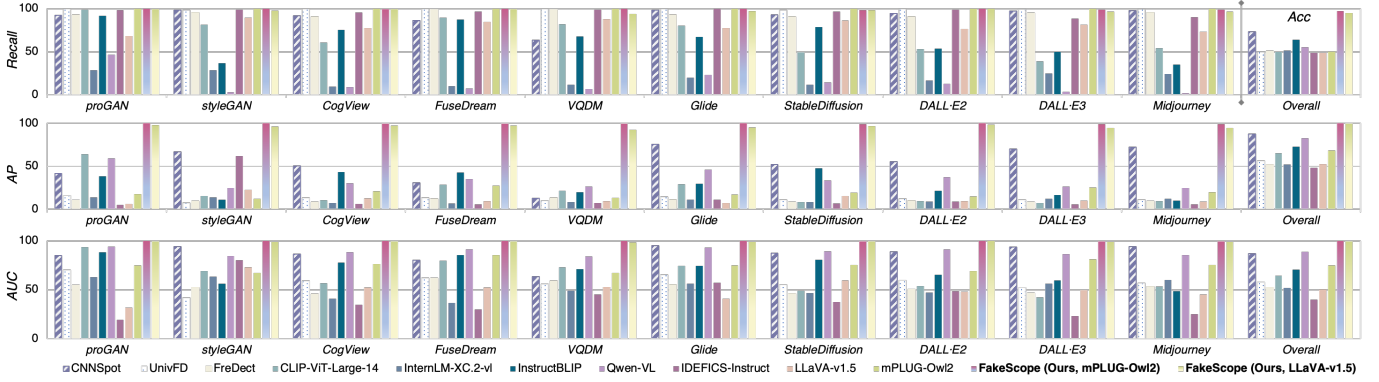 100
Acc
Recall
50
0
proGAN styleGAN CogView FuseDream VQDM Glide StableDiffusion DALL·E2 DALL·E3 Midjourney Overall
100
AP
50
0
proGAN styleGAN CogView FuseDream VQDM Glide StableDiffusion DALL·E2 DALL·E3 Midjourney Overall
100
AUC
50
0
proGAN styleGAN CogView FuseDream VQDM Glide StableDiffusion DALL·E2 DALL·E3 Midjourney Overall
CNNSpot UnivFD FreDect CLIP-ViT-Large-14 InternLM-XC.2-vl InstructBLIP Qwen-VL IDEFICS-Instruct LLaVA-v1.5 mPLUG-Owl2 FakeScope (Ours, mPLUG-Owl2) FakeScope (Ours, LLaVA-v1.5)